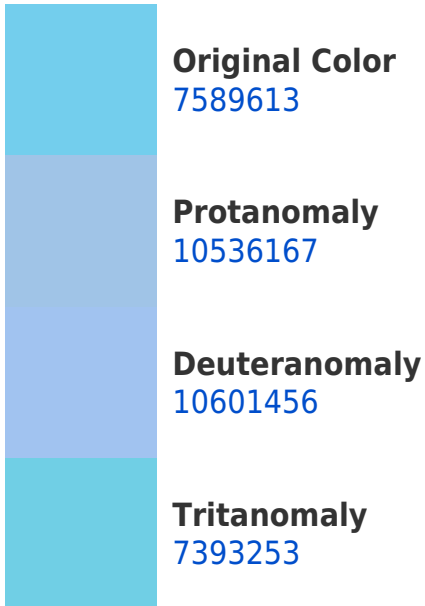 Original Color
7589613
Protanomaly
10536167
Deuteranomaly
10601456
Tritanomaly
7393253